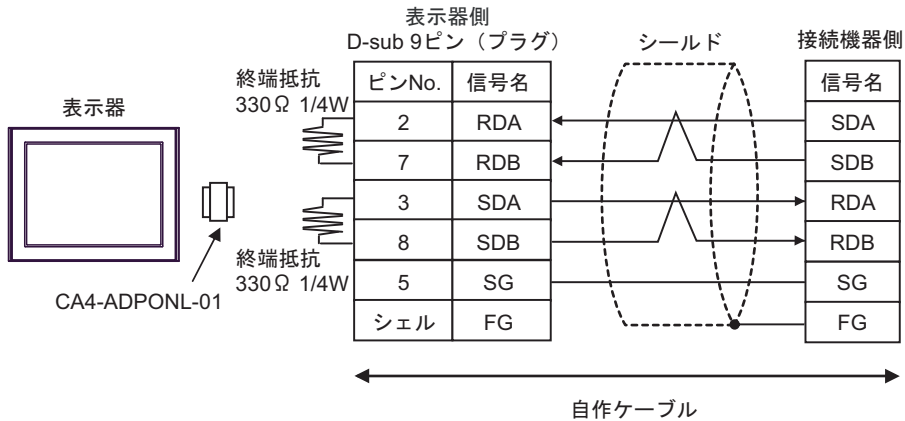 表示器側
D-sub 9ピン（プラグ）
シールド
接続機器側
終端抵抗
330Ω 1/4W
表示器
ピンNo. 信号名 信号名
2 RDA SDA
7 RDB SDB
3 SDA RDA
8 SDB RDB
終端抵抗
330Ω 1/4W
5 SG SG
CA4-ADPONL-01
シェル FG FG
自作ケーブル